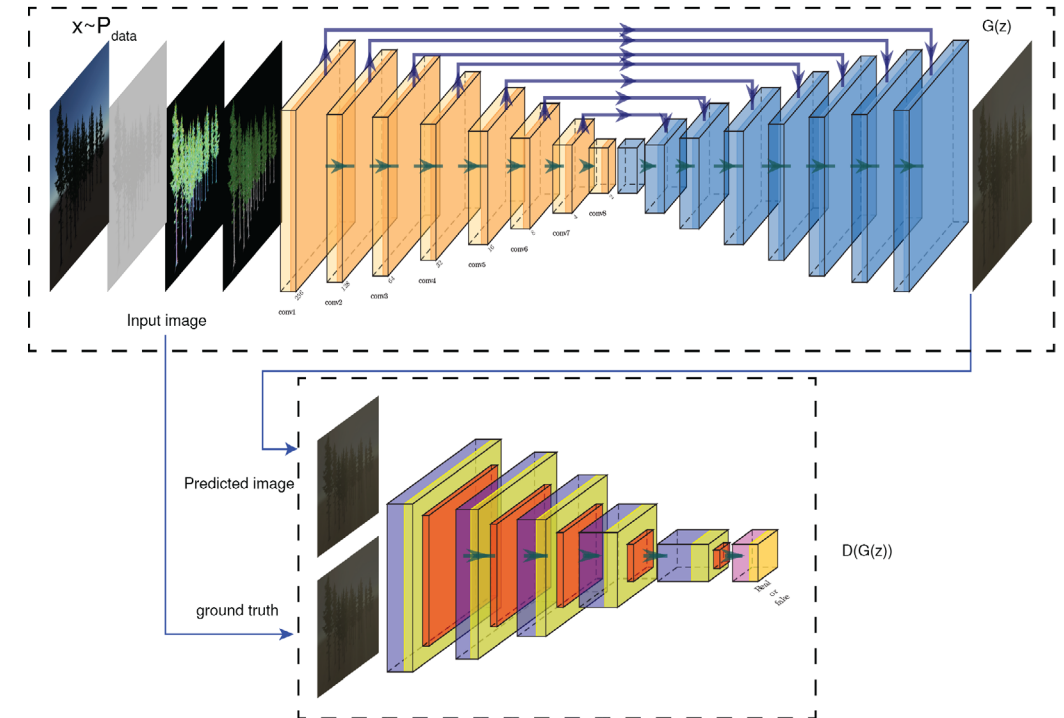 x~P_data
G(z)
256
128
64
32
16
8
4
2
conv1
conv2
conv3
conv4
conv5
conv6
conv7
conv8
Input image
Predicted image
ground truth
D(G(z))
Real
or
fake